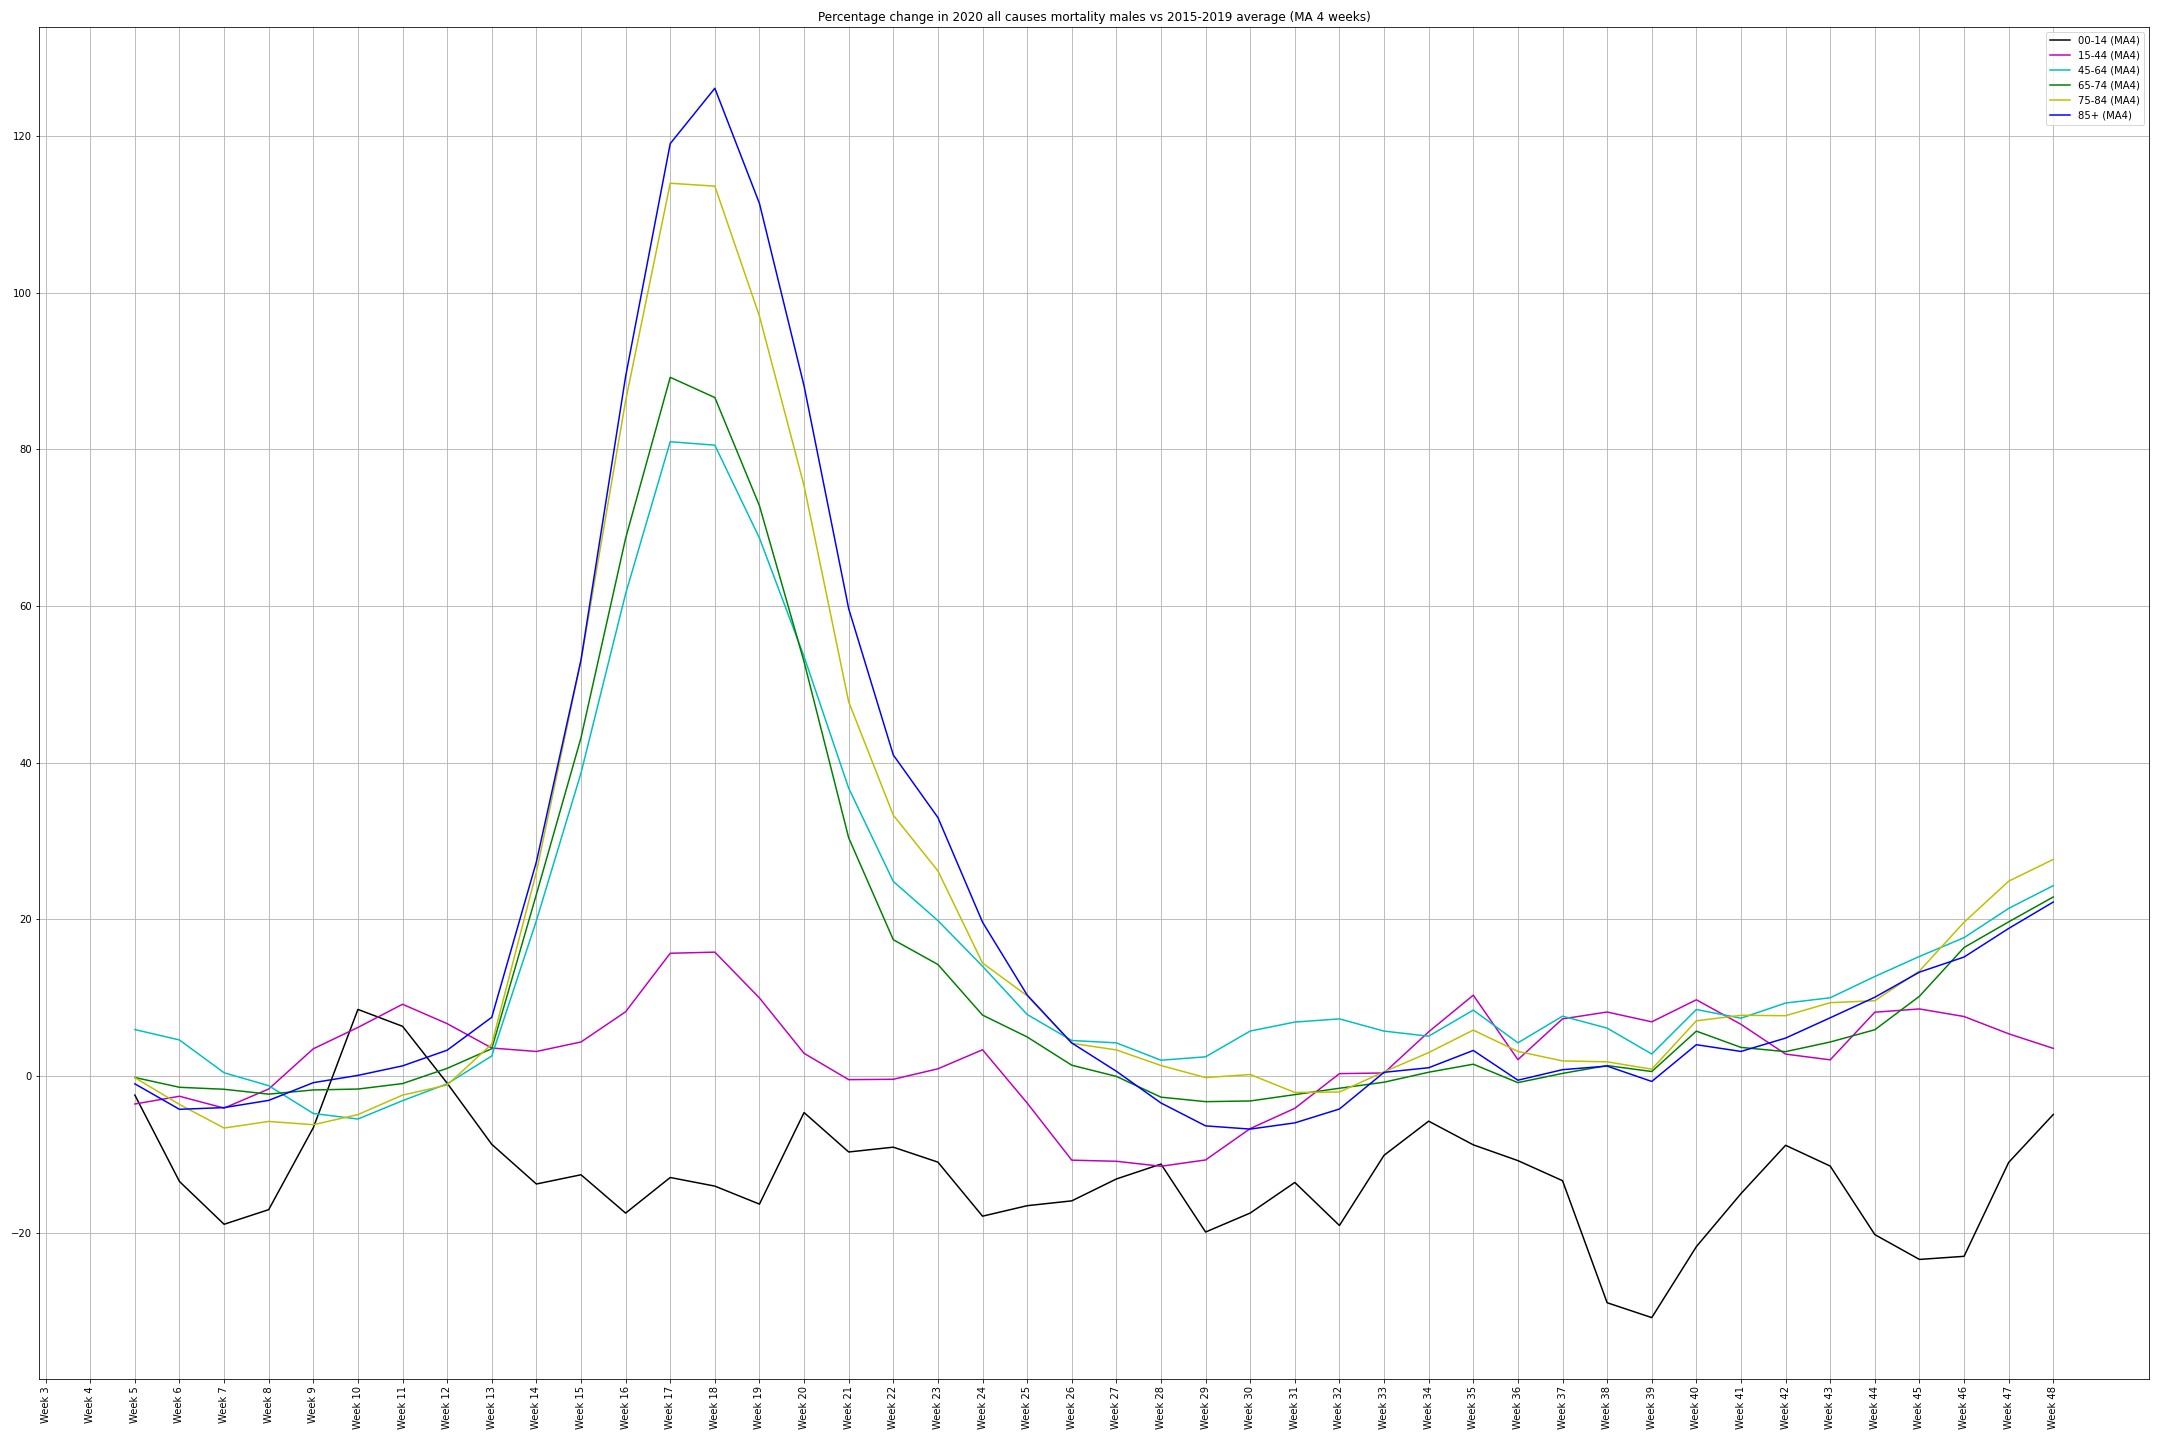 Percentage change in 2020 all causes mortality males vs 2015-2019 average (MA 4 weeks)
00-14 (MA4)
15-44 (MA4)
45-64 (MA4)
65-74 (MA4)
75-84 (MA4)
85+ (MA4)
120
100
80
60
40
20
0
−20
Week 3
Week 4
Week 5
Week 6
Week 7
Week 8
Week 9
Week 10
Week 11
Week 12
Week 13
Week 14
Week 15
Week 16
Week 17
Week 18
Week 19
Week 20
Week 21
Week 22
Week 23
Week 24
Week 25
Week 26
Week 27
Week 28
Week 29
Week 30
Week 31
Week 32
Week 33
Week 34
Week 35
Week 36
Week 37
Week 38
Week 39
Week 40
Week 41
Week 42
Week 43
Week 44
Week 45
Week 46
Week 47
Week 48